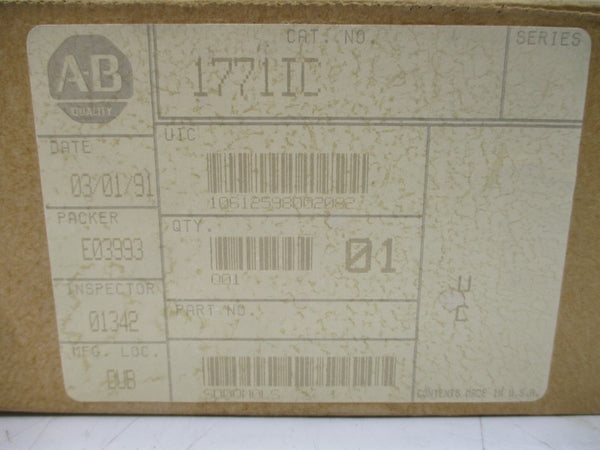 A-B
QUALITY
CAT. NO.
1771IC
SERIES
DATE
03/01/91
UIC
10612598002082
PACKER
E03993
QTY.
01
001
INSPECTOR
01342
PART NO.
MFG. LOC.
DUB
U
C
CONTENTS MADE IN U.S.A.